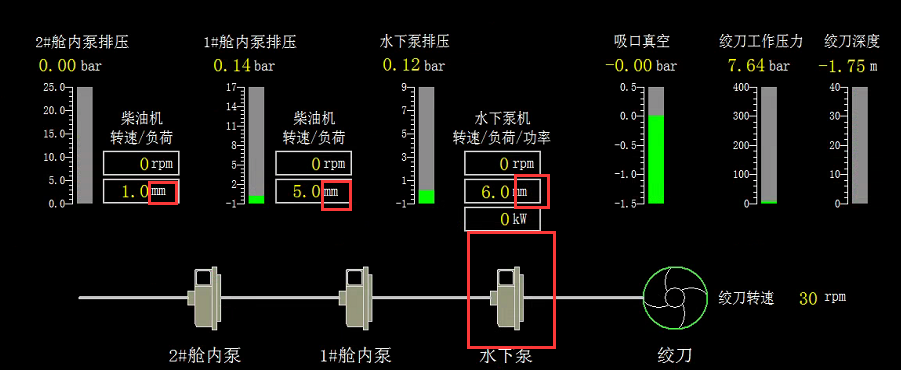 2#舱内泵排压
0.00 bar
1#舱内泵排压
0.14 bar
水下泵排压
0.12 bar
吸口真空
-0.00 bar
绞刀工作压力
7.64 bar
绞刀深度
-1.75 m
25.0
20.0
15.0
10.0
5.0
0.0
柴油机
转速/负荷
0 rpm
1.0 mm
17
14
11
8
5
2
-1
柴油机
转速/负荷
0 rpm
5.0 mm
9
7
5
3
1
-1
水下泵机
转速/负荷/功率
0 rpm
6.0 mm
0 kW
0.5
0.0
-0.5
-1.0
-1.5
400
300
200
100
0
40
30
20
10
0
绞刀转速 30 rpm
2#舱内泵
1#舱内泵
水下泵
绞刀